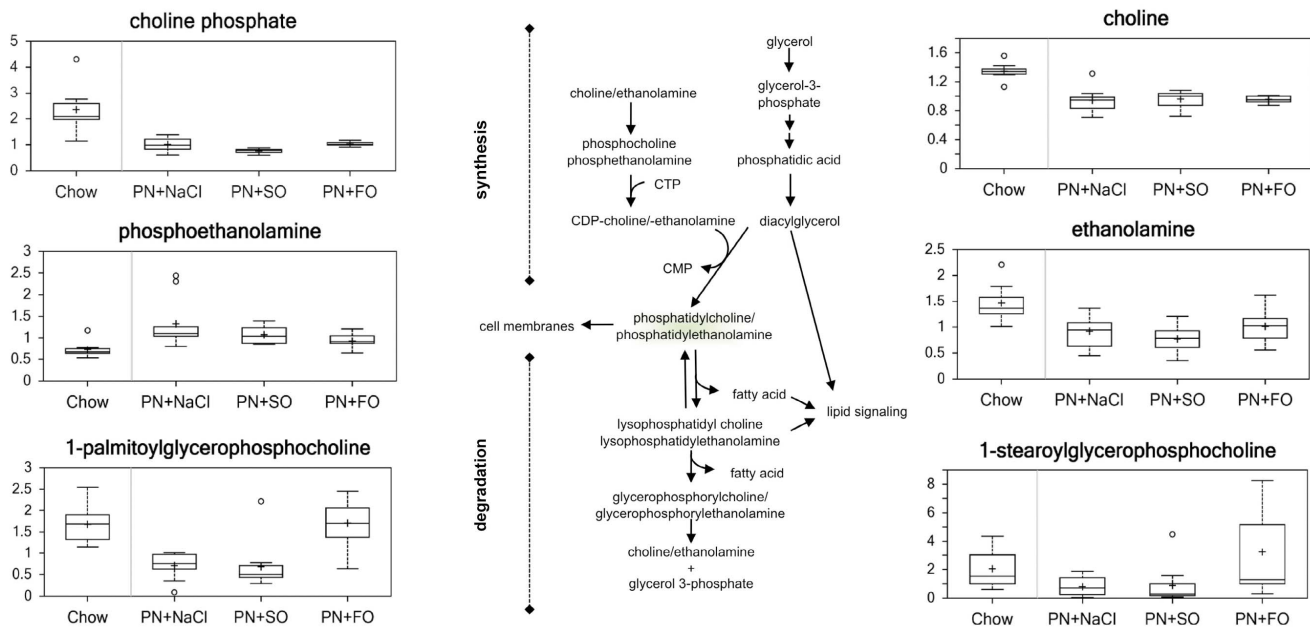 choline phosphate
5
4
3
2
1
0
Chow PN+NaCl PN+SO PN+FO
phosphoethanolamine
3
2.5
2
1.5
1
0.5
0
Chow PN+NaCl PN+SO PN+FO
1-palmitoylglycerophosphocholine
3
2.5
2
1.5
1
0.5
0
Chow PN+NaCl PN+SO PN+FO
synthesis
degradation
glycerol
glycerol-3-
phosphate
choline/ethanolamine
phosphocholine
phosphethanolamine
phosphatidic acid
CTP
CDP-choline/-ethanolamine
diacylglycerol
CMP
cell membranes
phosphatidylcholine/
phosphatidylethanolamine
fatty acid
lipid signaling
lysophosphatidyl choline
lysophosphatidylethanolamine
fatty acid
glycerophosphorylcholine/
glycerophosphorylethanolamine
choline/ethanolamine
+
glycerol 3-phosphate
choline
1.6
1.2
0.8
0.4
0
Chow PN+NaCl PN+SO PN+FO
ethanolamine
2.5
2
1.5
1
0.5
0
Chow PN+NaCl PN+SO PN+FO
1-stearoylglycerophosphocholine
8
6
4
2
0
Chow PN+NaCl PN+SO PN+FO